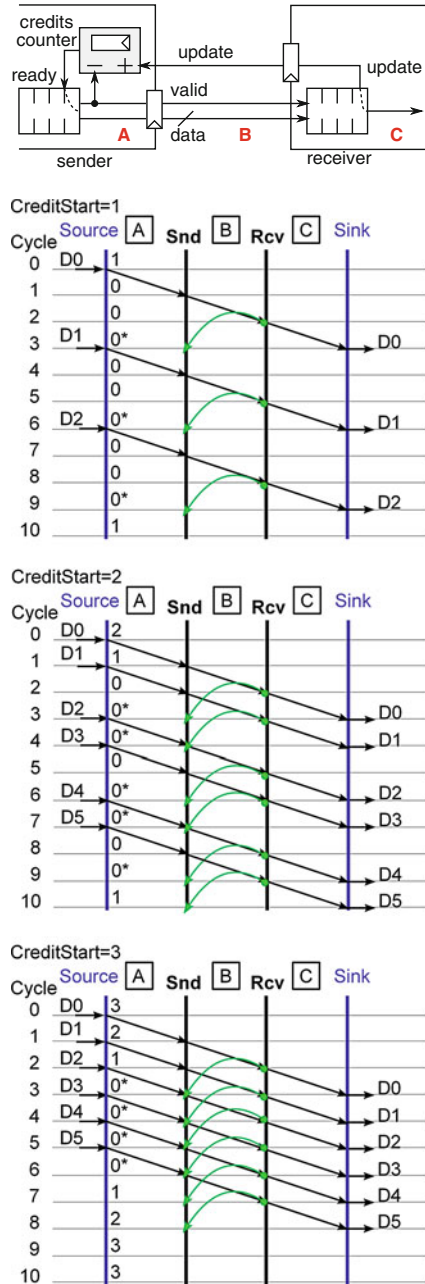 credits
counter
update
ready
− +
valid
update
A
data
B
C
sender
receiver
CreditStart=1
Cycle Source A Snd B Rcv C Sink
0 D0 1
1 0
2 0
3 D1 0* D0
4 0
5 0
6 D2 0* D1
7 0
8 0
9 0* D2
10 1
CreditStart=2
Cycle Source A Snd B Rcv C Sink
0 D0 2
1 D1 1
2 0
3 D2 0* D0
4 D3 0* D1
5 0
6 D4 0* D2
7 D5 0* D3
8 0
9 0* D4
10 1 D5
CreditStart=3
Cycle Source A Snd B Rcv C Sink
0 D0 3
1 D1 2
2 D2 1
3 D3 0* D0
4 D4 0* D1
5 D5 0* D2
6 0* D3
7 1 D4
8 2 D5
9 3
10 3